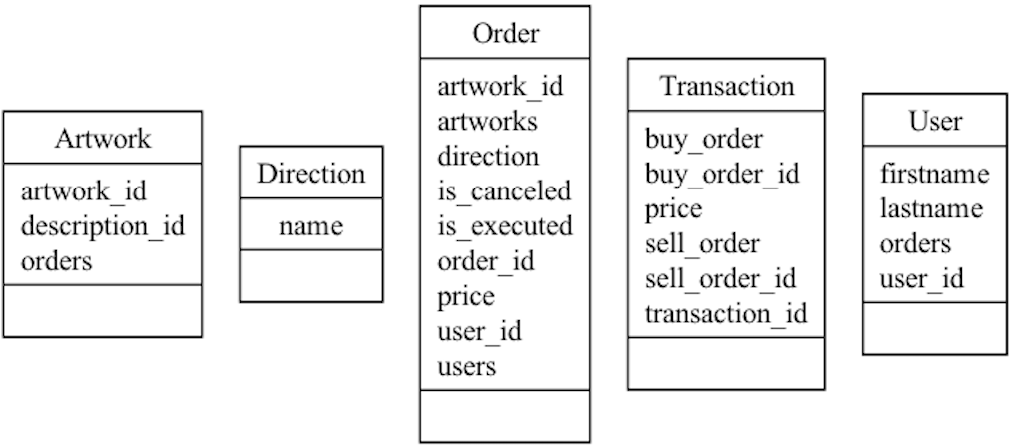 Artwork
artwork_id
description_id
orders
Direction
name
Order
artwork_id
artworks
direction
is_canceled
is_executed
order_id
price
user_id
users
Transaction
buy_order
buy_order_id
price
sell_order
sell_order_id
transaction_id
User
firstname
lastname
orders
user_id